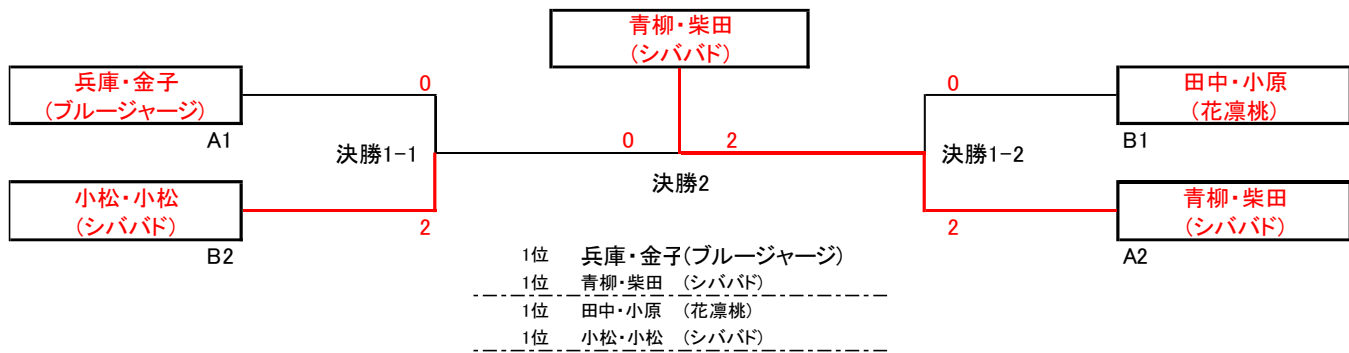 青柳・柴田
(シババド)
兵庫・金子
(ブルージャージ)
A1
0
0
田中・小原
(花凛桃)
B1
決勝1-1
0
2
決勝1-2
決勝2
小松・小松
(シババド)
B2
2
2
青柳・柴田
(シババド)
A2
1位 兵庫・金子(ブルージャージ)
1位 青柳・柴田 (シババド)
1位 田中・小原 (花凛桃)
1位 小松・小松 (シババド)